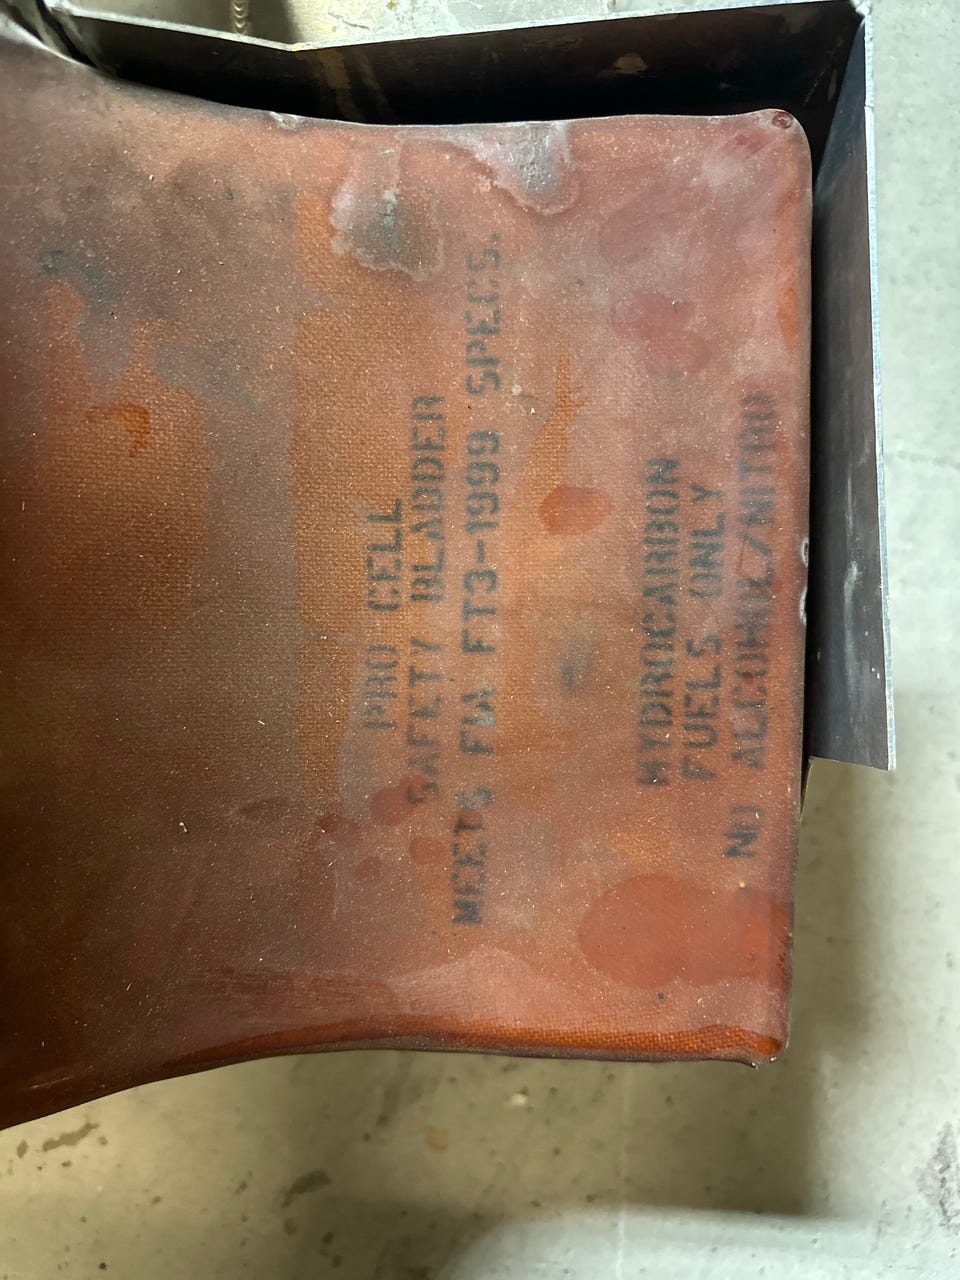 PRO CELL
SAFETY BLADDER
MEETS FIA FT3-1999 SPECS.
HYDROCARBON
FUELS ONLY
NO ALCOHOL/NITRO